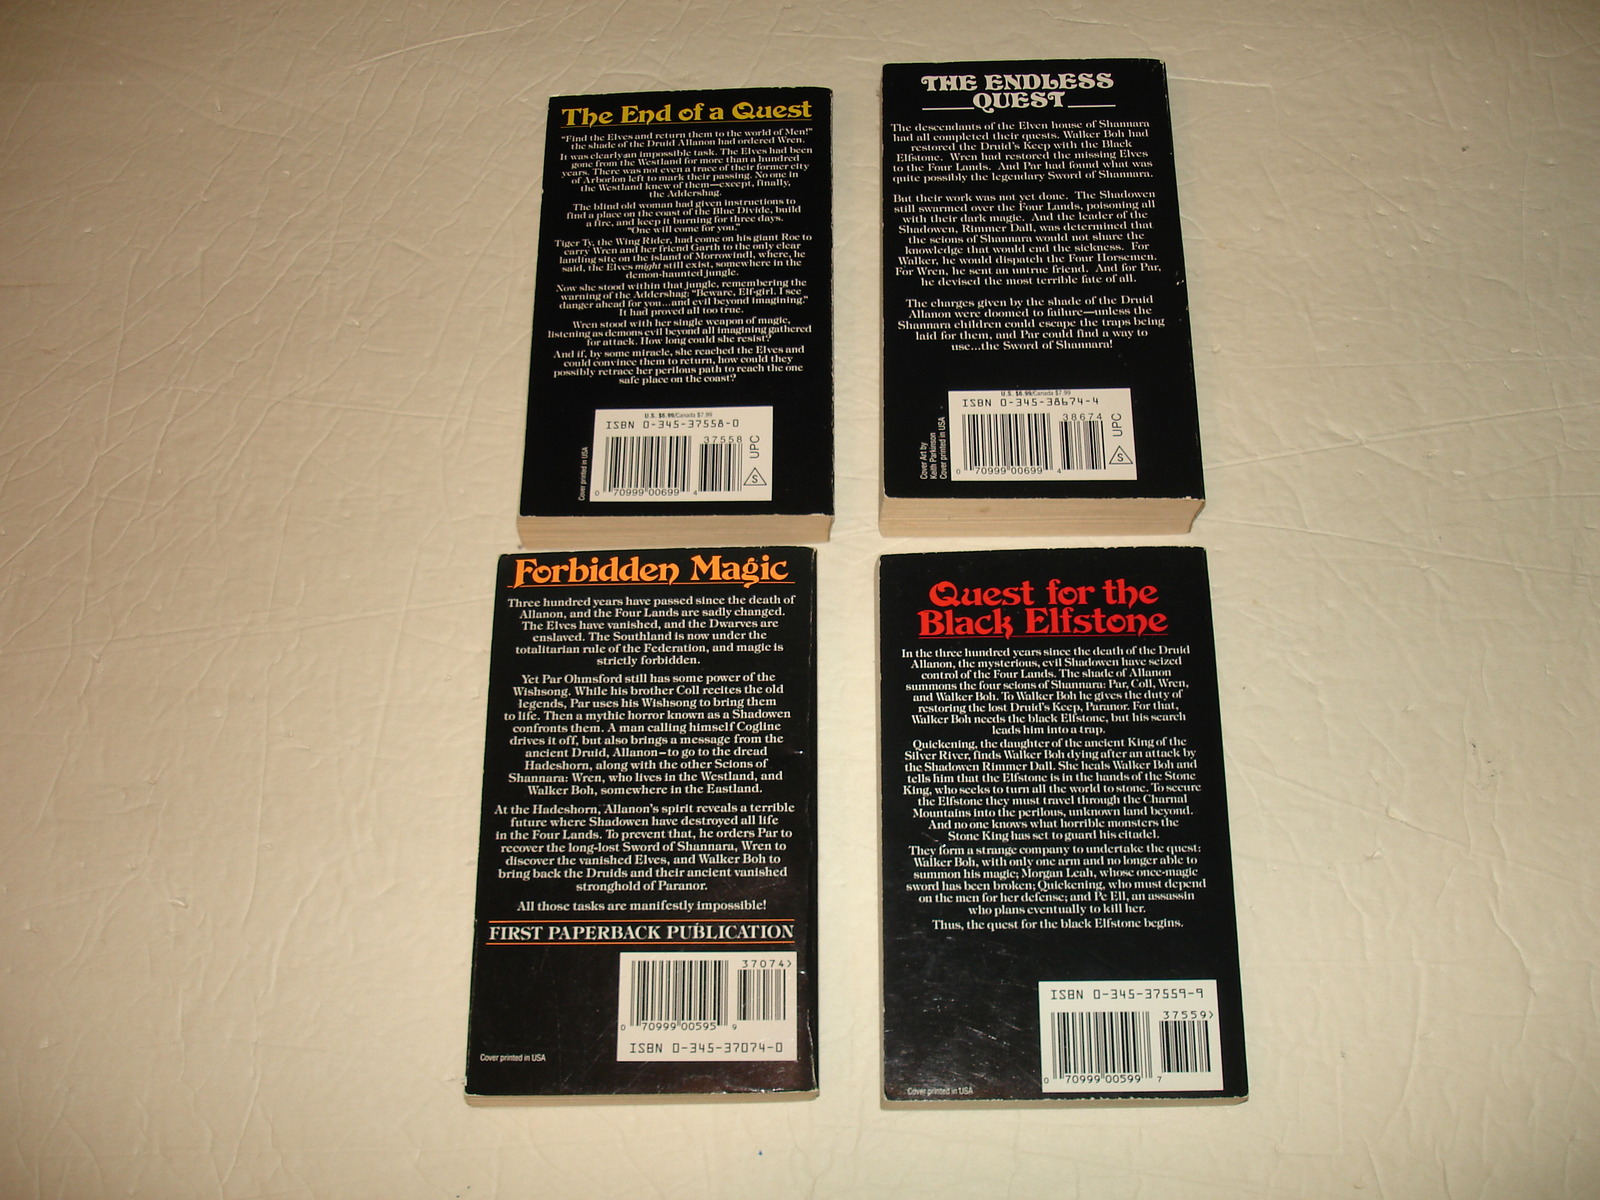 The End of a Quest
"Find the Elves and return them to the world of Men!"
the shade of the Druid Allanon had ordered Wren.
It was clearly an impossible task. The Elves had been
gone from the Westland for more than a hundred
years. There was not even a trace of their former city
of Arborlon left to mark their passing. No one in
the Westland knew of them—except, finally,
the Addershag.
The blind old woman had given instructions to
find a place on the coast of the Blue Divide, build
a fire, and keep it burning for three days.
"One will come for you."
Tiger Ty, the Wing Rider, had come on his giant Roc to
carry Wren and her friend Garth to the only clear
landing site on the island of Morrowindl, where, he
said, the Elves might still exist, somewhere in the
demon-haunted jungle.
Now she stood within that jungle, remembering the
warning of the Addershag: "Beware, Elf-girl. I see
danger ahead for you...and evil beyond imagining."
It had proved all too true.
Wren stood with her single weapon of magic,
listening as demons evil beyond all imagining gathered
for attack. How long could she resist?
And if, by some miracle, she reached the Elves and
could convince them to return, how could they
possibly retrace her perilous path to reach the one
safe place on the coast?
U.S. $6.99/Canada $7.99
ISBN 0-345-37558-0
37558
UPC
S
0 70999 00699 4
Cover printed in USA
THE ENDLESS
QUEST
The descendants of the Elven house of Shannara
had all completed their quests. Walker Boh had
restored the Druid's Keep with the Black
Elfstone. Wren had restored the missing Elves
to the Four Lands. And Par had found what was
quite possibly the legendary Sword of Shannara.
But their work was not yet done. The Shadowen
still swarmed over the Four Lands, poisoning all
with their dark magic. And the leader of the
Shadowen, Rimmer Dall, was determined that
the scions of Shannara would not share the
knowledge that would end the sickness. For
Walker, he would dispatch the Four Horsemen.
For Wren, he sent an untrue friend. And for Par,
he devised the most terrible fate of all.
The charges given by the shade of the Druid
Allanon were doomed to failure—unless the
Shannara children could escape the traps being
laid for them, and Par could find a way to
use...the Sword of Shannara!
U.S. $6.99/Canada $7.99
ISBN 0-345-38674-4
38674
UPC
S
0 70999 00699 4
Cover Art by
Keith Parkinson
Cover printed in USA
Forbidden Magic
Three hundred years have passed since the death of
Allanon, and the Four Lands are sadly changed.
The Elves have vanished, and the Dwarves are
enslaved. The Southland is now under the
totalitarian rule of the Federation, and magic is
strictly forbidden.
Yet Par Ohmsford still has some power of the
Wishsong. While his brother Coll recites the old
legends, Par uses his Wishsong to bring them
to life. Then a mythic horror known as a Shadowen
confronts them. A man calling himself Cogline
drives it off, but also brings a message from the
ancient Druid, Allanon—to go to the dread
Hadeshorn, along with the other Scions of
Shannara: Wren, who lives in the Westland, and
Walker Boh, somewhere in the Eastland.
At the Hadeshorn, Allanon's spirit reveals a terrible
future where Shadowen have destroyed all life
in the Four Lands. To prevent that, he orders Par to
recover the long-lost Sword of Shannara, Wren to
discover the vanished Elves, and Walker Boh to
bring back the Druids and their ancient vanished
stronghold of Paranor.
All those tasks are manifestly impossible!
FIRST PAPERBACK PUBLICATION
37074>
0 70999 00595 9
ISBN 0-345-37074-0
Cover printed in USA
Quest for the
Black Elfstone
In the three hundred years since the death of the Druid
Allanon, the mysterious, evil Shadowen have seized
control of the Four Lands. The shade of Allanon
summons the four scions of Shannara: Par, Coll, Wren,
and Walker Boh. To Walker Boh he gives the duty of
restoring the lost Druid's Keep, Paranor. For that,
Walker Boh needs the black Elfstone, but his search
leads him into a trap.
Quickening, the daughter of the ancient King of the
Silver River, finds Walker Boh dying after an attack by
the Shadowen Rimmer Dall. She heals Walker Boh and
tells him that the Elfstone is in the hands of the Stone
King, who seeks to turn all the world to stone. To secure
the Elfstone they must travel through the Charnal
Mountains into the perilous, unknown land beyond.
And no one knows what horrible monsters the
Stone King has set to guard his citadel.
They form a strange company to undertake the quest:
Walker Boh, with only one arm and no longer able to
summon his magic; Morgan Leah, whose once-magic
sword has been broken; Quickening, who must depend
on the men for her defense; and Pe Ell, an assassin
who plans eventually to kill her.
Thus, the quest for the black Elfstone begins.
ISBN 0-345-37559-9
37559>
0 70999 00599 7
Cover printed in USA